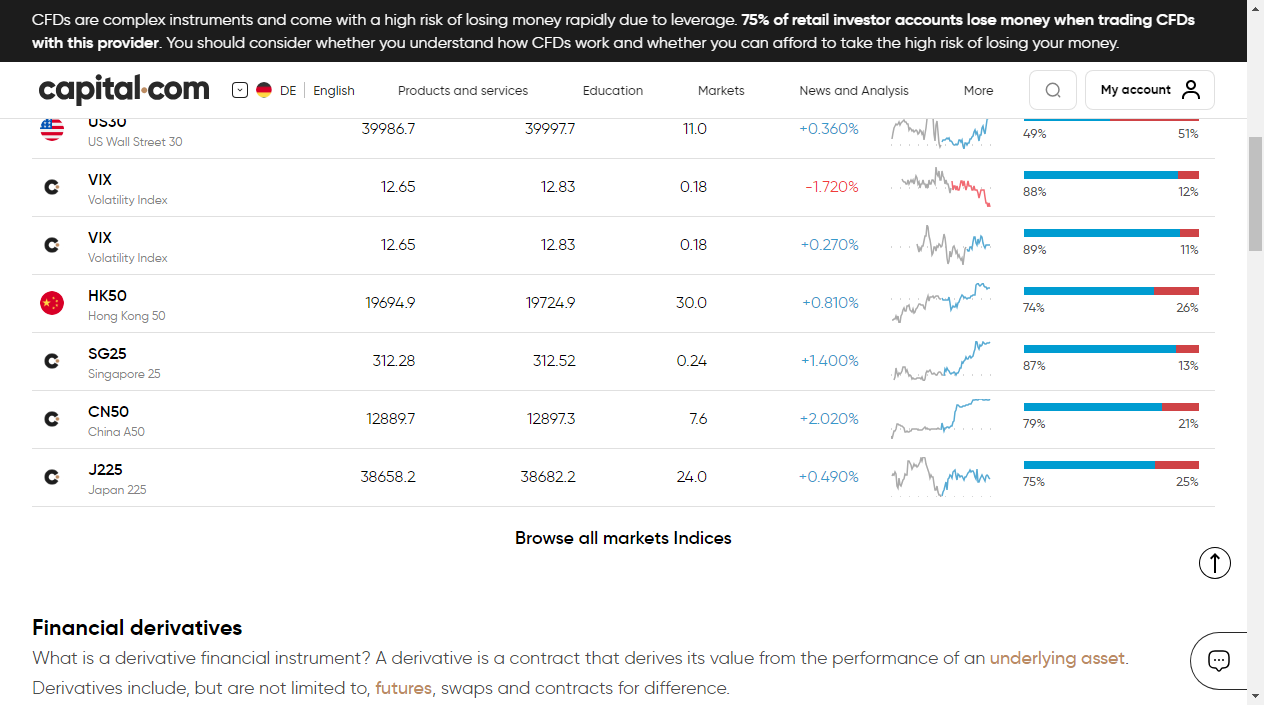 CFDs are complex instruments and come with a high risk of losing money rapidly due to leverage. 75% of retail investor accounts lose money when trading CFDs
with this provider. You should consider whether you understand how CFDs work and whether you can afford to take the high risk of losing your money.
capital.com DE English Products and services Education Markets News and Analysis More My account
US30 39986.7 39997.7 11.0 +0.360% 49% 51%
US Wall Street 30
VIX 12.65 12.83 0.18 -1.720% 88% 12%
Volatility Index
VIX 12.65 12.83 0.18 +0.270% 89% 11%
Volatility Index
HK50 19694.9 19724.9 30.0 +0.810% 74% 26%
Hong Kong 50
SG25 312.28 312.52 0.24 +1.400% 87% 13%
Singapore 25
CN50 12889.7 12897.3 7.6 +2.020% 79% 21%
China A50
J225 38658.2 38682.2 24.0 +0.490% 75% 25%
Japan 225
Browse all markets Indices
Financial derivatives
What is a derivative financial instrument? A derivative is a contract that derives its value from the performance of an underlying asset.
Derivatives include, but are not limited to, futures, swaps and contracts for difference.